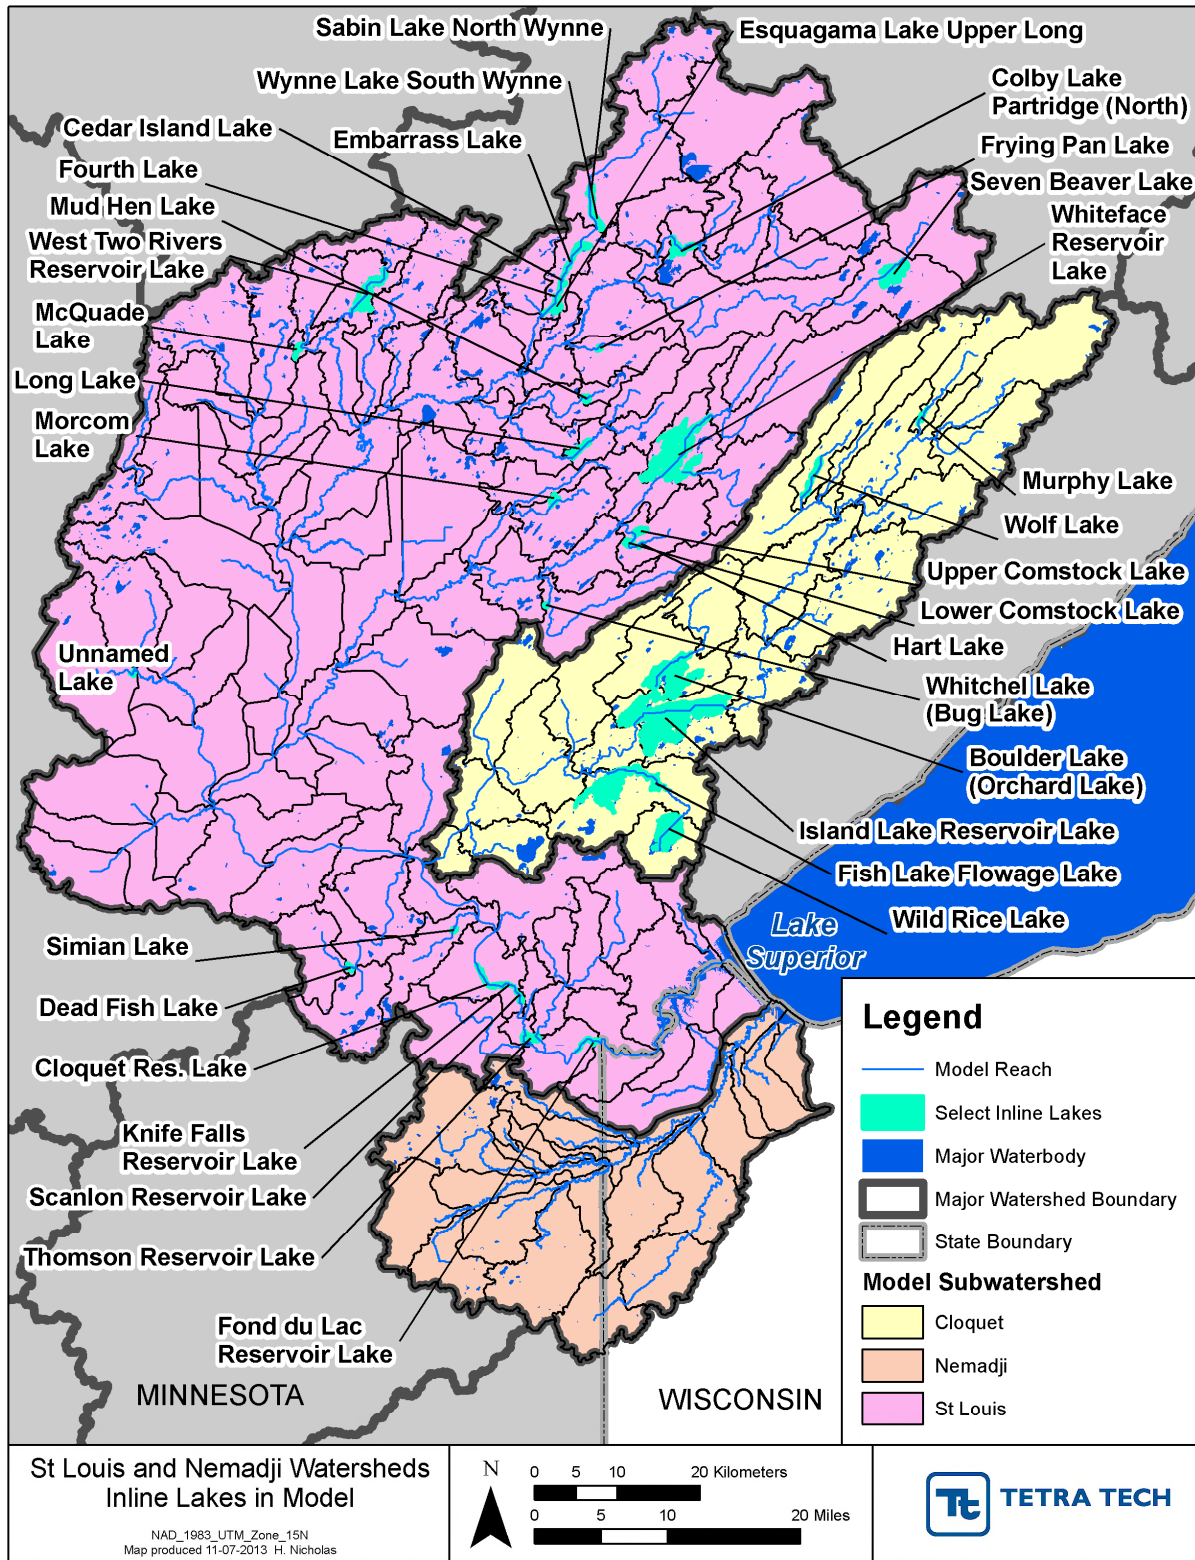 Sabin Lake North Wynne
Esquagama Lake Upper Long
Wynne Lake South Wynne
Colby Lake
Partridge (North)
Cedar Island Lake
Embarrass Lake
Frying Pan Lake
Fourth Lake
Seven Beaver Lake
Mud Hen Lake
Whiteface
Reservoir
Lake
West Two Rivers
Reservoir Lake
McQuade
Lake
Long Lake
Morcom
Lake
Murphy Lake
Wolf Lake
Upper Comstock Lake
Lower Comstock Lake
Hart Lake
Unnamed
Lake
Whitchel Lake
(Bug Lake)
Boulder Lake
(Orchard Lake)
Island Lake Reservoir Lake
Fish Lake Flowage Lake
Wild Rice Lake
Lake
Superior
Simian Lake
Dead Fish Lake
Cloquet Res. Lake
Knife Falls
Reservoir Lake
Scanlon Reservoir Lake
Thomson Reservoir Lake
Fond du Lac
Reservoir Lake
MINNESOTA
WISCONSIN
Legend
Model Reach
Select Inline Lakes
Major Waterbody
Major Watershed Boundary
State Boundary
Model Subwatershed
Cloquet
Nemadji
St Louis
St Louis and Nemadji Watersheds
Inline Lakes in Model
NAD_1983_UTM_Zone_15N
Map produced 11-07-2013 H. Nicholas
N
0 5 10 20 Kilometers
0 5 10 20 Miles
Tt TETRA TECH